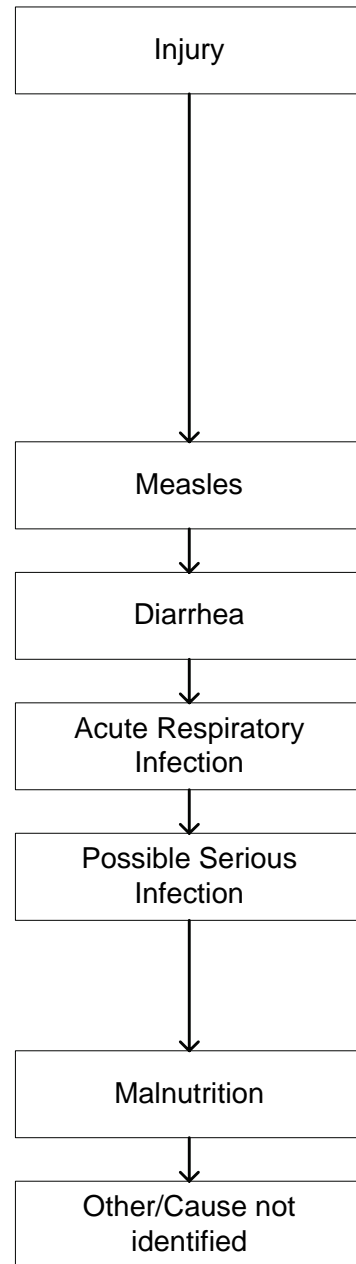 Injury
Measles
Diarrhea
Acute Respiratory
Infection
Possible Serious
Infection
Malnutrition
Other/Cause not
identified